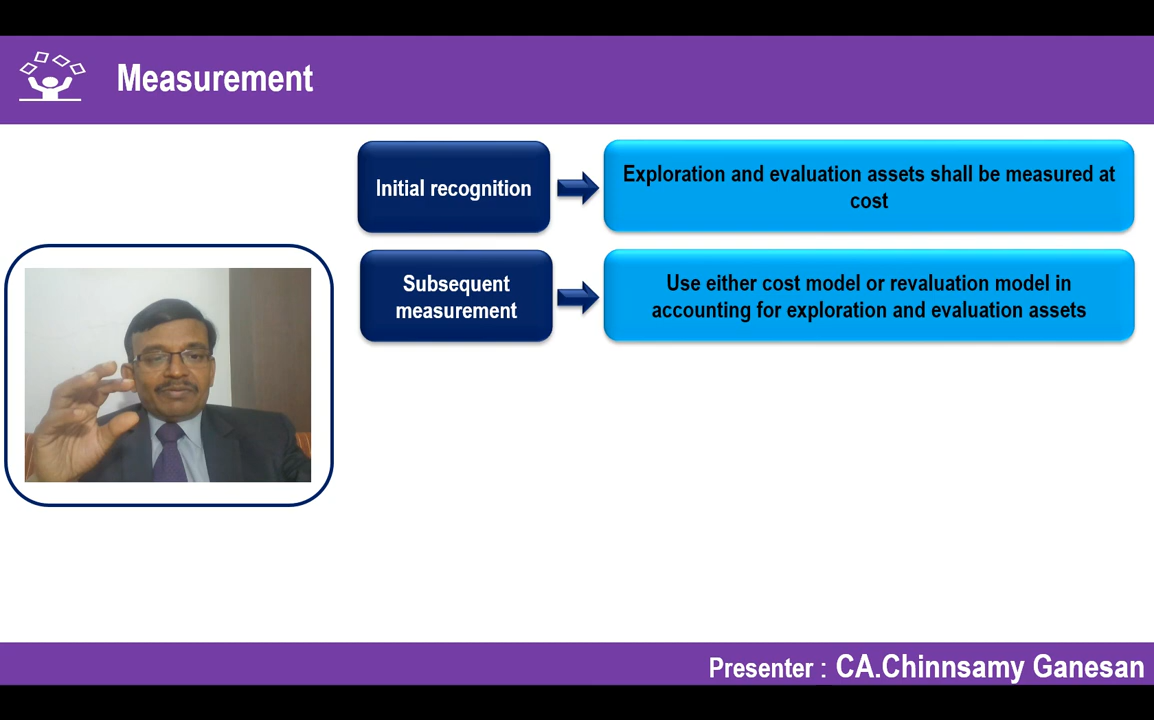 Measurement
Initial recognition
Exploration and evaluation assets shall be measured at
cost
Subsequent
measurement
Use either cost model or revaluation model in
accounting for exploration and evaluation assets
Presenter : CA.Chinnsamy Ganesan